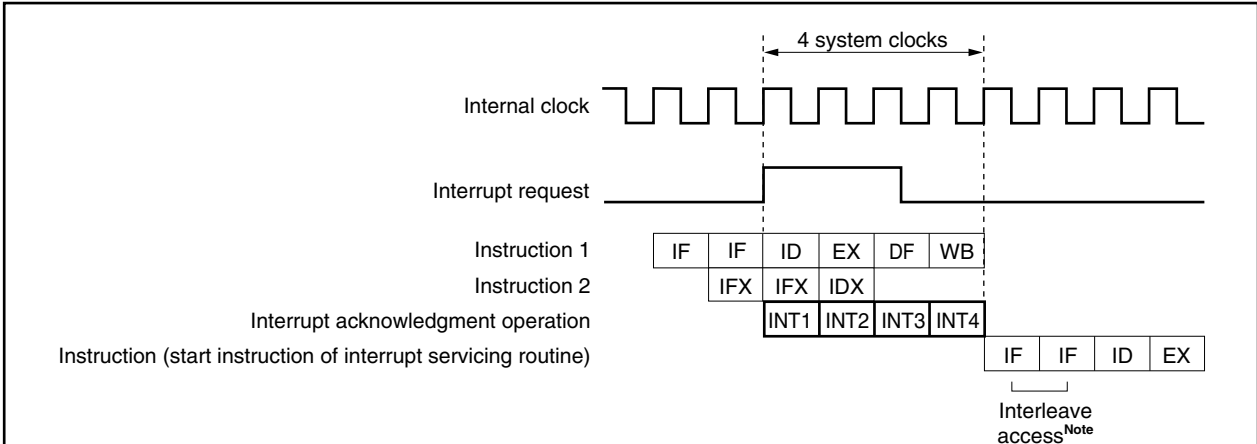 4 system clocks
Internal clock
Interrupt request
Instruction 1 IF IF ID EX DF WB
Instruction 2 IFX IFX IDX
Interrupt acknowledgment operation INT1 INT2 INT3 INT4
Instruction (start instruction of interrupt servicing routine) IF IF ID EX
Interleave
accessNote